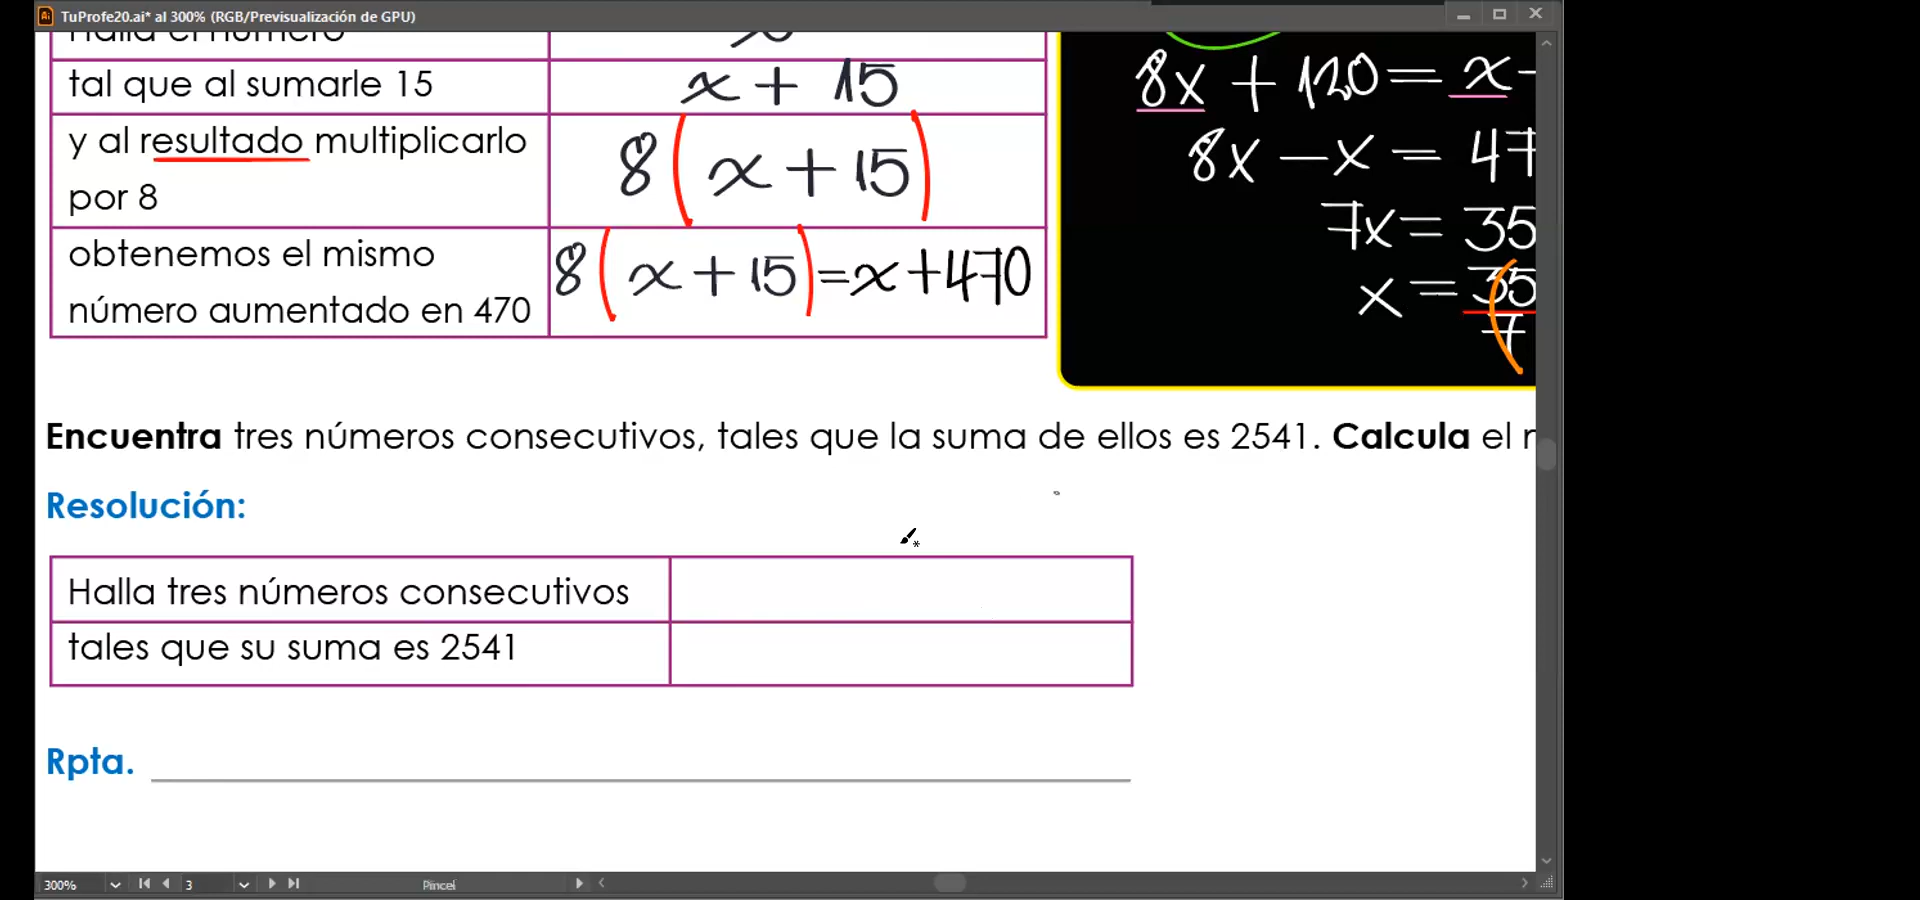 TuProfe20.ai* al 300% (RGB/Previsualización de GPU)
Halla el número
x
tal que al sumarle 15
x + 15
y al resultado multiplicarlo
por 8
8(x + 15)
obtenemos el mismo
número aumentado en 470
8(x + 15) = x + 470
8x + 120 = x -
8x - x = 47
7x = 35
x = 35
7
Encuentra tres números consecutivos, tales que la suma de ellos es 2541. Calcula el
Resolución:
Halla tres números consecutivos
tales que su suma es 2541
Rpta.
300%
3
Pincel